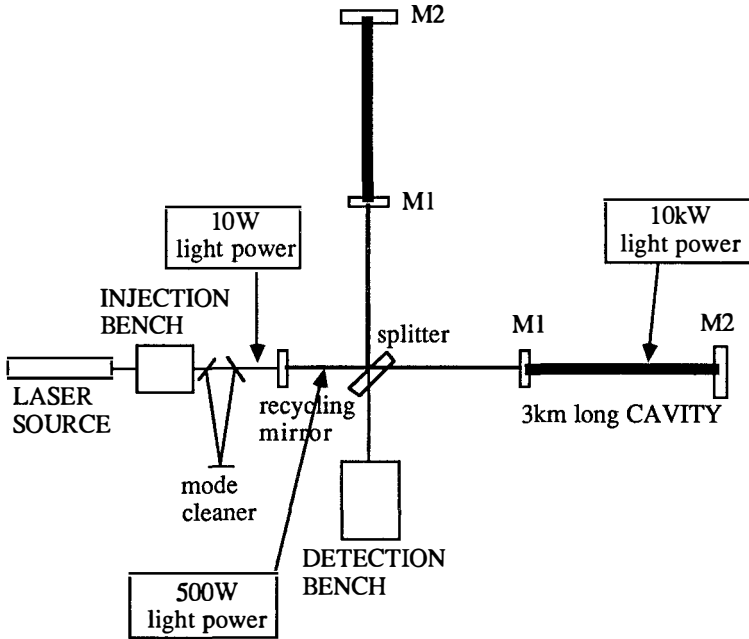 M2
M1
10W
light power
10kW
light power
INJECTION
BENCH
splitter
M1
M2
LASER
SOURCE
recycling
mirror
3km long CAVITY
mode
cleaner
DETECTION
BENCH
500W
light power